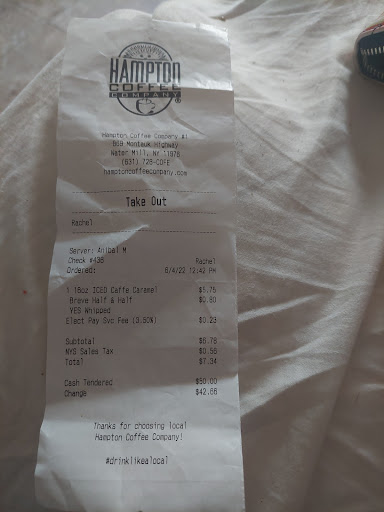 HAMPTON
COFFEE
COMPANY
®
Hampton Coffee Company #1
869 Montauk Highway
Water Mill, NY 11976
(631) 726-COFE
hamptoncoffeecompany.com
Take Out
Rachel
Server: Anibal M
Check #436 Rachel
Ordered: 6/4/22 12:42 PM
1 16oz ICED Caffe Caramel $5.75
Breve Half & Half $0.80
YES Whipped
Elect Pay Svc Fee (3.50%) $0.23
Subtotal $6.78
NYS Sales Tax $0.56
Total $7.34
Cash Tendered $50.00
Change $42.66
Thanks for choosing local
Hampton Coffee Company!
#drinklikealocal